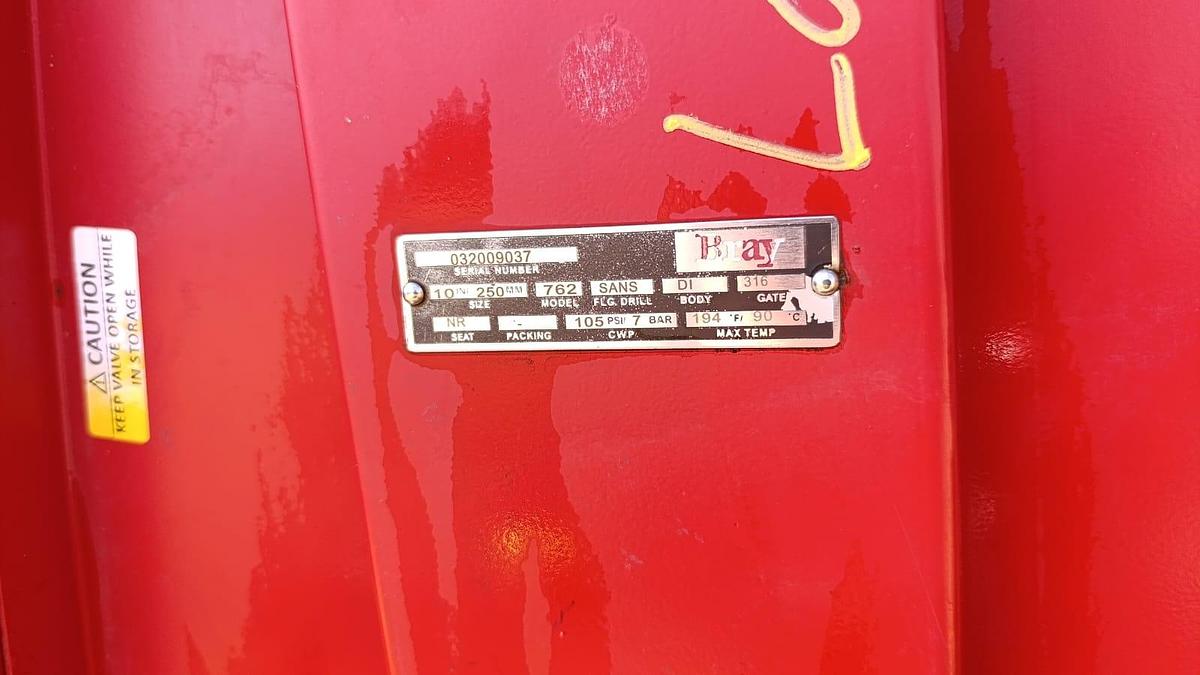 ⚠ CAUTION
KEEP VALVE OPEN WHILE
IN STORAGE
Bray
032009037
SERIAL NUMBER
10 IN/ 250 MM 762 SANS DI 316
SIZE MODEL FLG. DRILL BODY GATE
NR - 105 PSI/ 7 BAR 194 °F/ 90 °C
SEAT PACKING CWP MAX TEMP